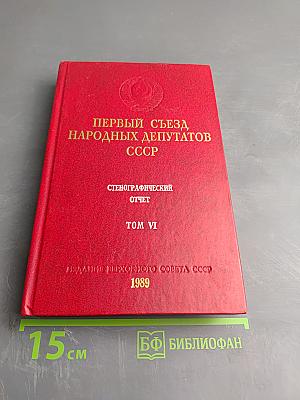 ПЕРВЫЙ СЪЕЗД
НАРОДНЫХ ДЕПУТАТОВ
СССР
СТЕНОГРАФИЧЕСКИЙ
ОТЧЕТ
ТОМ VI
ИЗДАНИЕ ВЕРХОВНОГО СОВЕТА СССР
1989
15 см
БФ БИБЛИОФАН